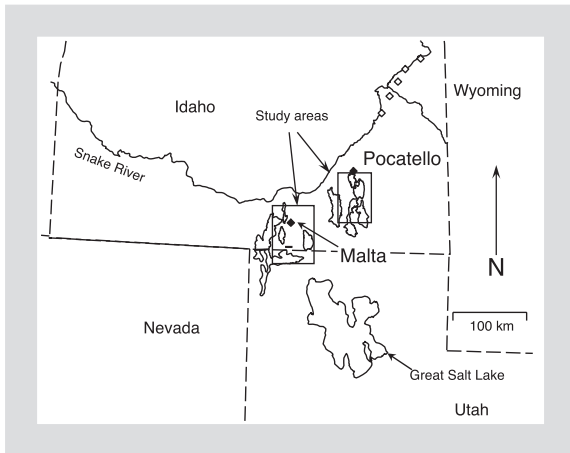 Wyoming
Idaho
Study areas
Snake River
Pocatello
Malta
N
100 km
Nevada
Great Salt Lake
Utah